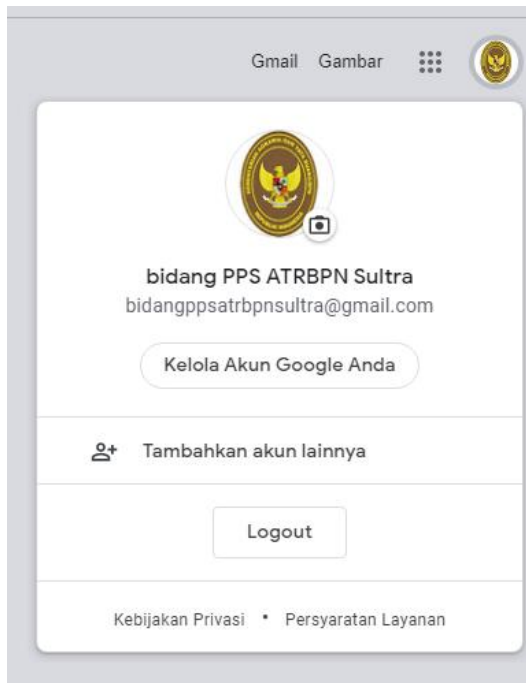 Gmail Gambar
bidang PPS ATRBPN Sultra
bidangppsatrbpnsultra@gmail.com
Kelola Akun Google Anda
Tambahkan akun lainnya
Logout
Kebijakan Privasi • Persyaratan Layanan